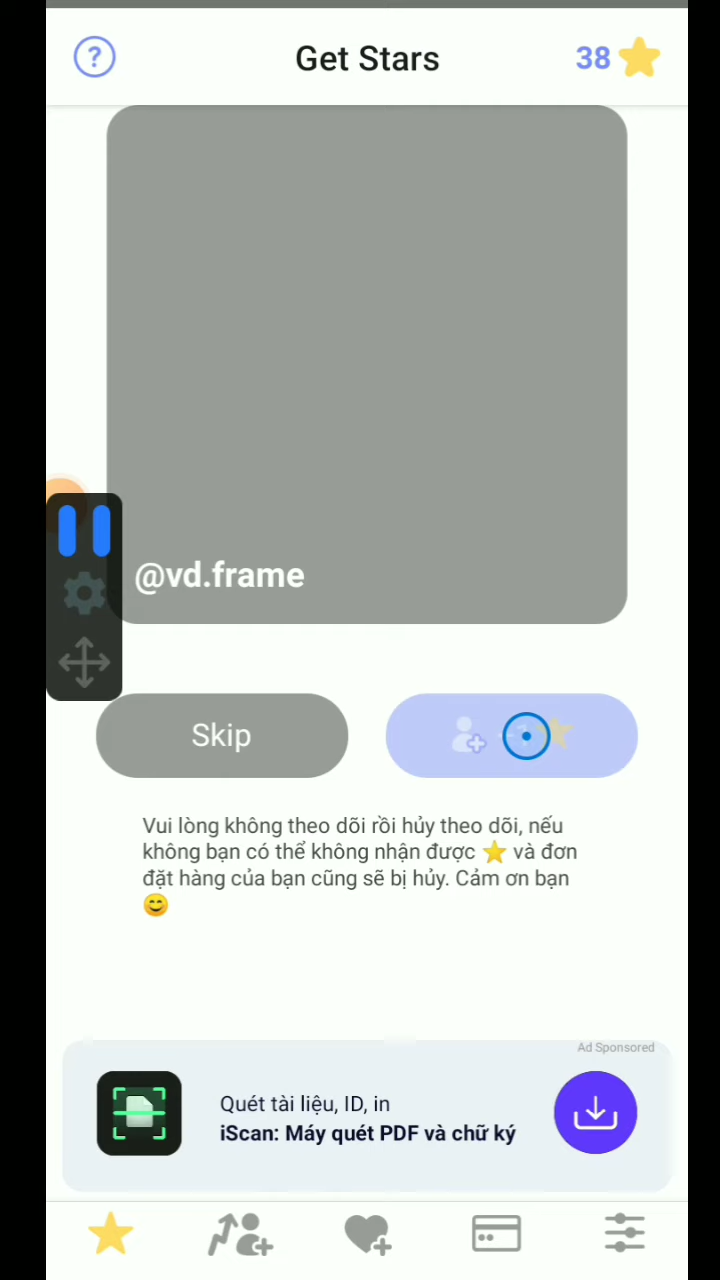 ?
Get Stars
38
@vd.frame
Skip
Vui lòng không theo dõi rồi hủy theo dõi, nếu
không bạn có thể không nhận được ⭐ và đơn
đặt hàng của bạn cũng sẽ bị hủy. Cảm ơn bạn
😊
Ad Sponsored
Quét tài liệu, ID, in
iScan: Máy quét PDF và chữ ký